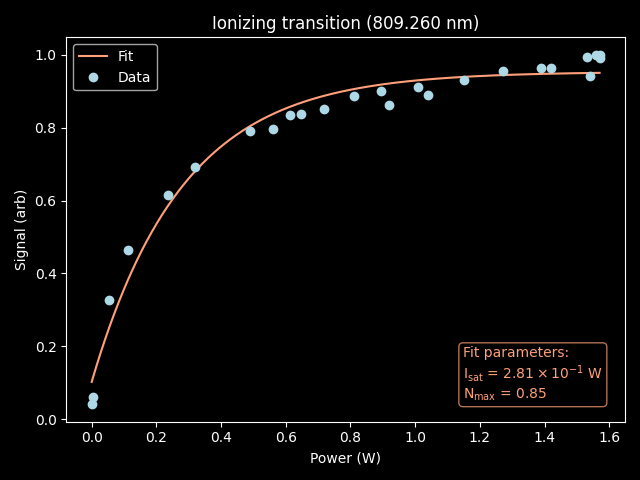 Ionizing transition (809.260 nm)
Fit
Data
Signal (arb)
1.0
0.8
0.6
0.4
0.2
0.0
Fit parameters:
I_sat = 2.81 × 10^−1 W
N_max = 0.85
0.0 0.2 0.4 0.6 0.8 1.0 1.2 1.4 1.6
Power (W)